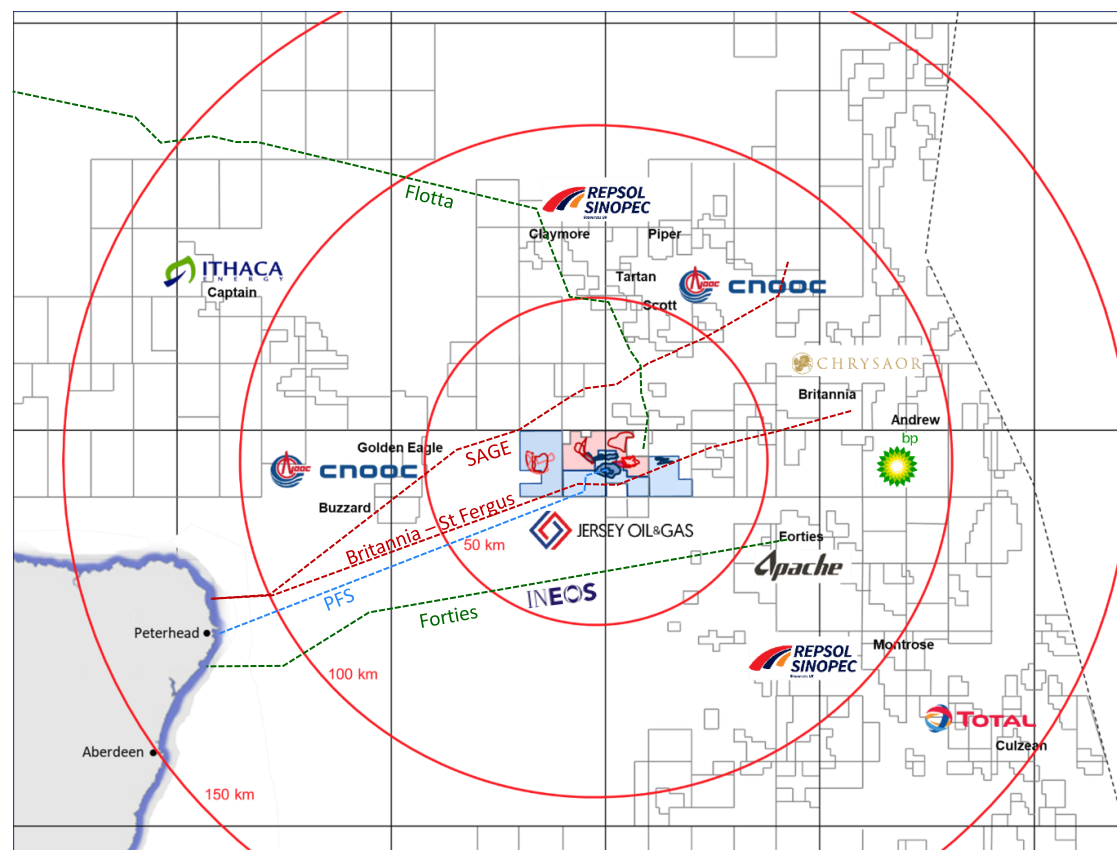 Flotta
REPSOL
SINOPEC
Claymore
Piper
ITHACA
ENERGY
Captain
Tartan
CNOOC
Scott
CHRYSAOR
Britannia
Andrew
bp
Golden Eagle
SAGE
CNOOC
Buzzard
Britannia – St Fergus
50 km
JERSEY OIL&GAS
Forties
Apache
PFS
INEOS
Forties
Peterhead
100 km
REPSOL
SINOPEC
Montrose
TOTAL
Culzean
Aberdeen
150 km